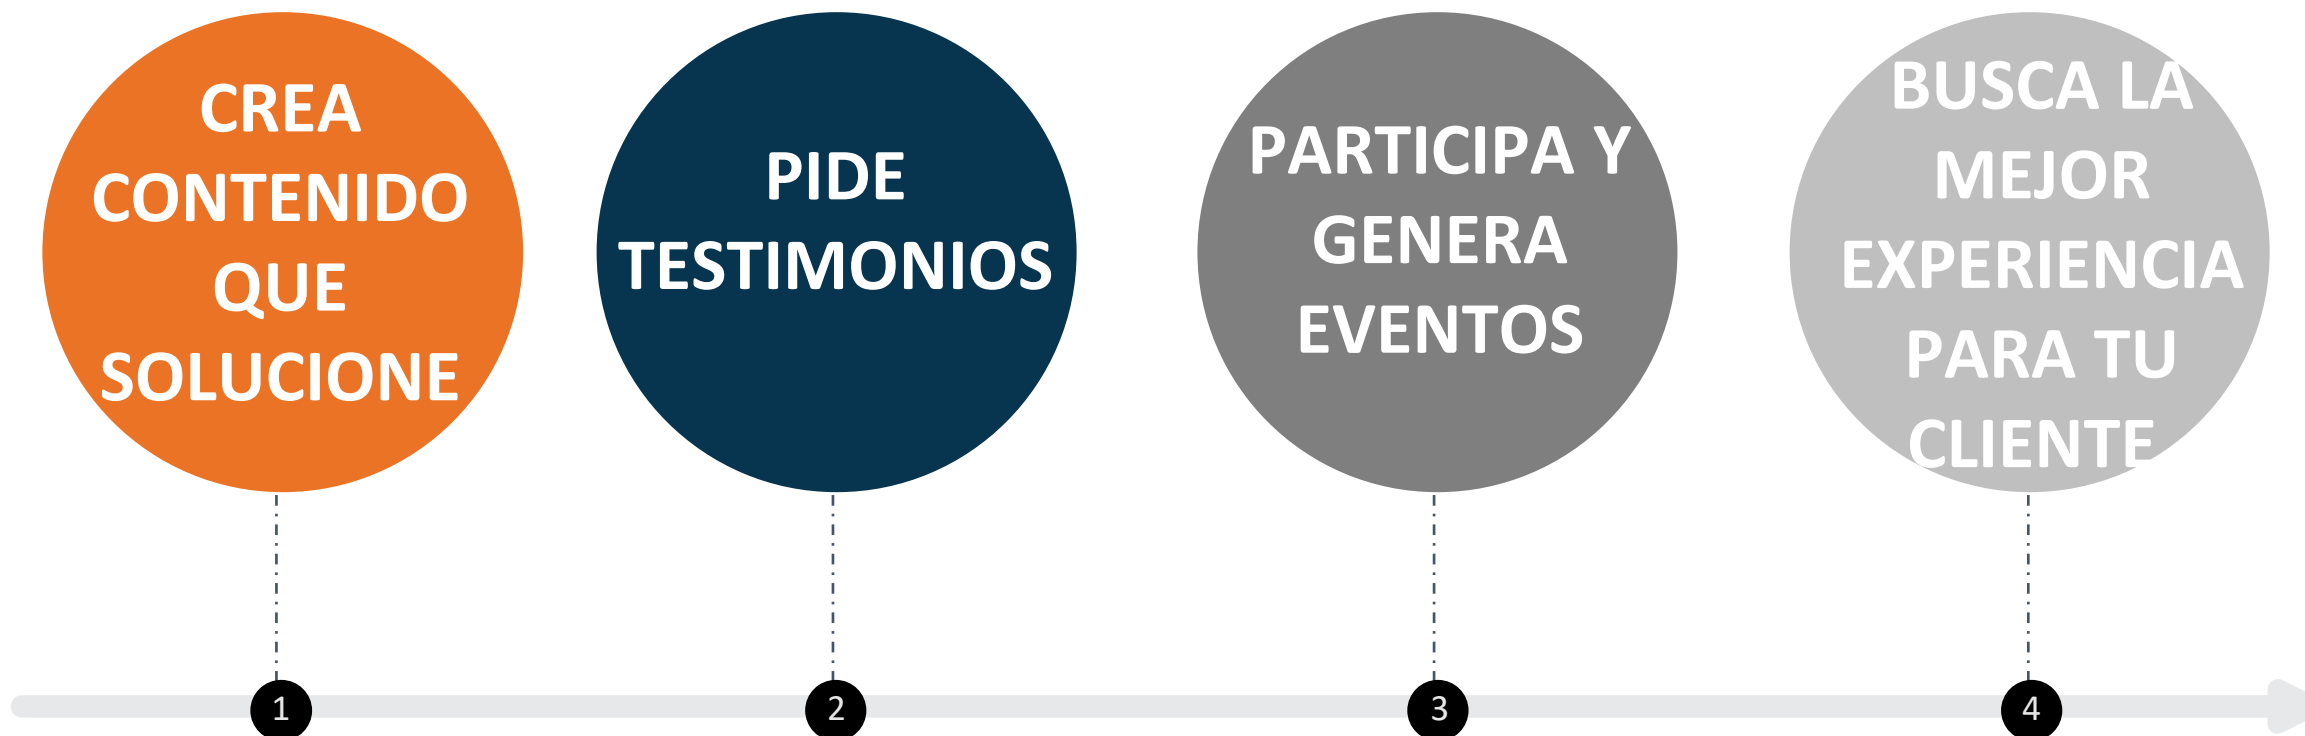 CREA
CONTENIDO
QUE
SOLUCIONE
PIDE
TESTIMONIOS
PARTICIPA Y
GENERA
EVENTOS
BUSCA LA
MEJOR
EXPERIENCIA
PARA TU
CLIENTE
1
2
3
4